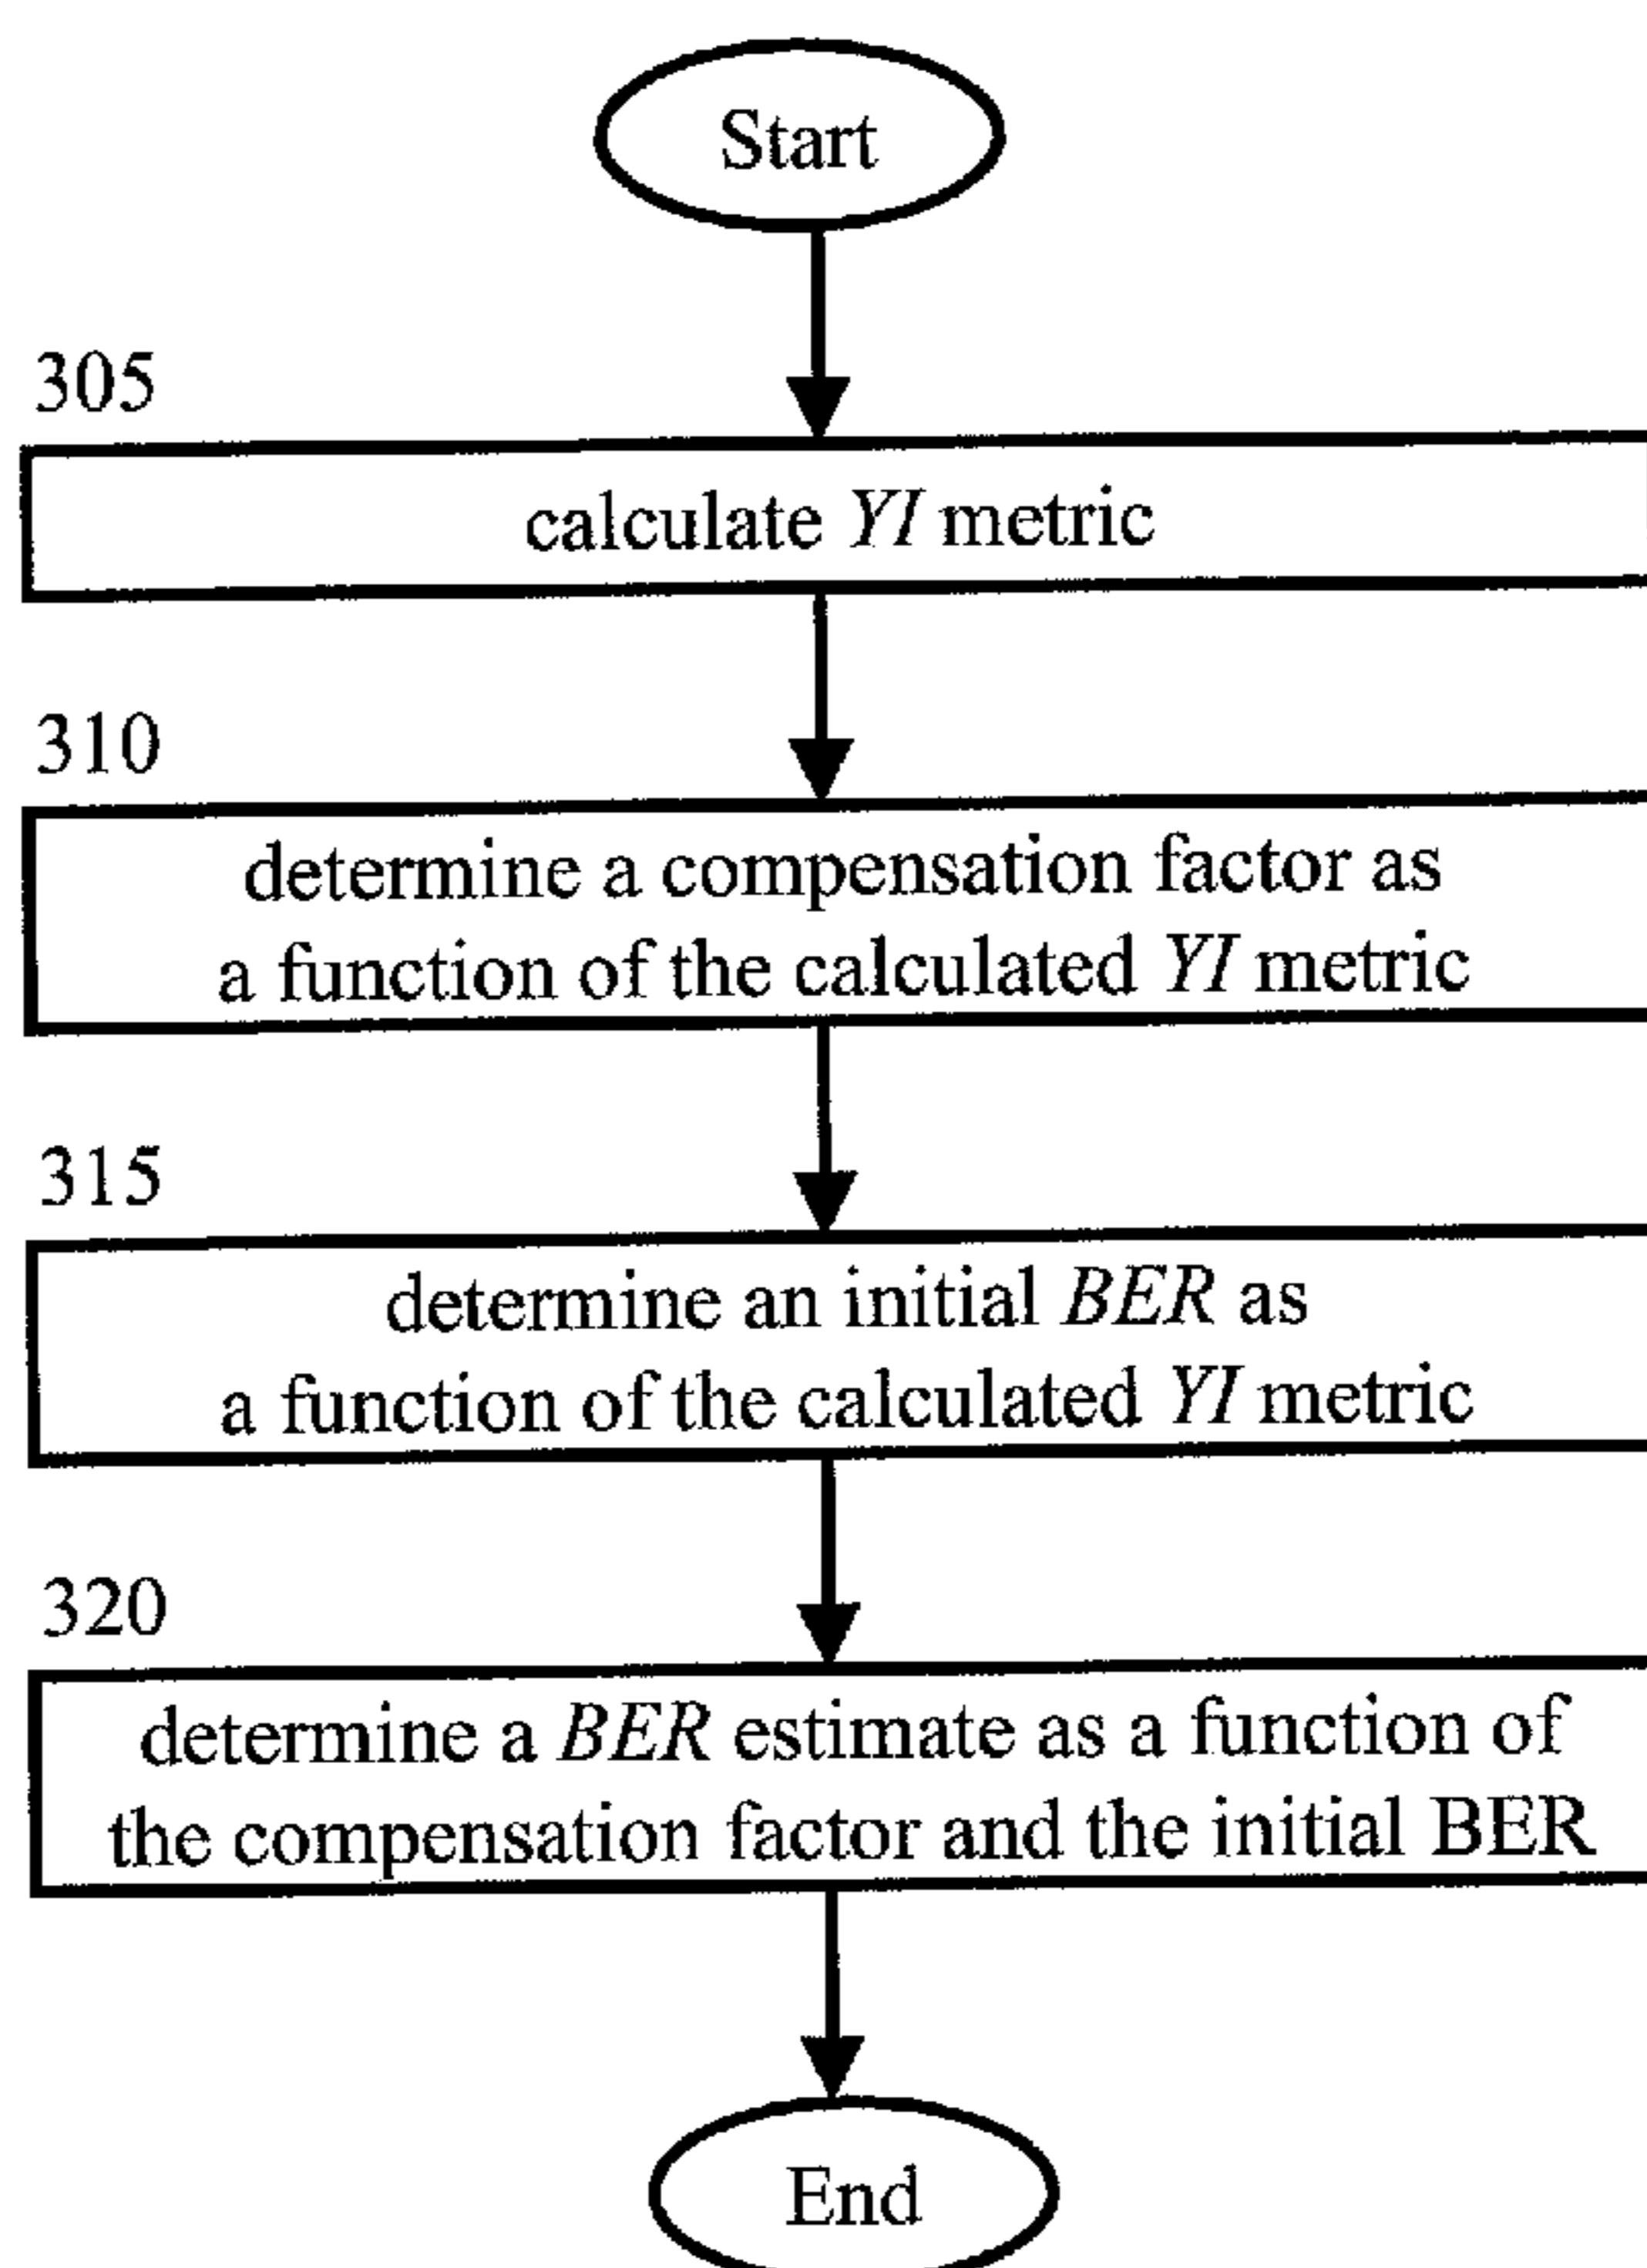 Start
305
calculate YI metric
310
determine a compensation factor as
a function of the calculated YI metric
315
determine an initial BER as
a function of the calculated YI metric
320
determine a BER estimate as a function of
the compensation factor and the initial BER
End